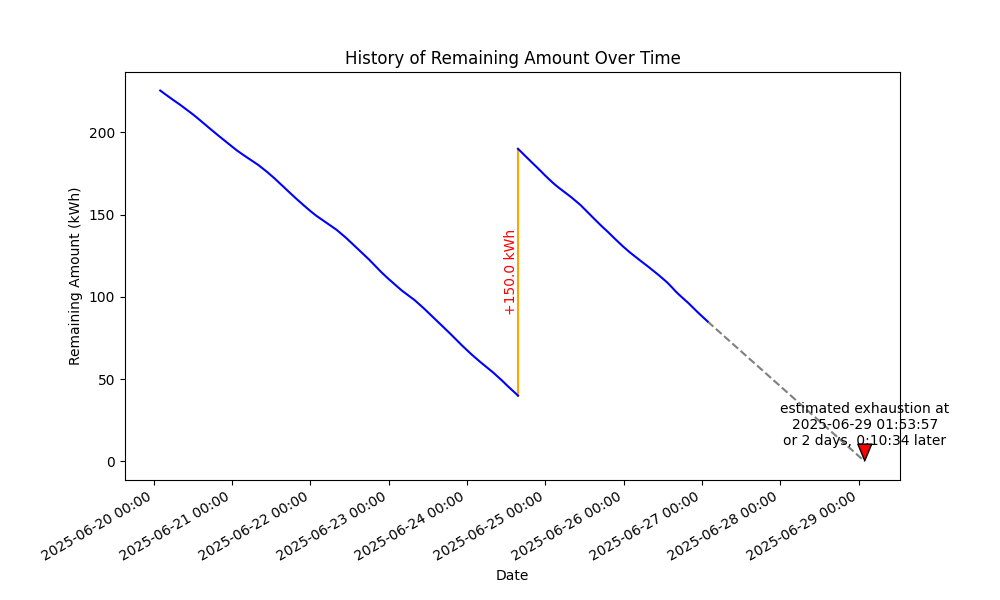 History of Remaining Amount Over Time
Remaining Amount (kWh)
200
150
100
50
0
+150.0 kWh
estimated exhaustion at
2025-06-29 01:53:57
or 2 days, 0:10:34 later
2025-06-20 00:00
2025-06-21 00:00
2025-06-22 00:00
2025-06-23 00:00
2025-06-24 00:00
2025-06-25 00:00
2025-06-26 00:00
2025-06-27 00:00
2025-06-28 00:00
2025-06-29 00:00
Date